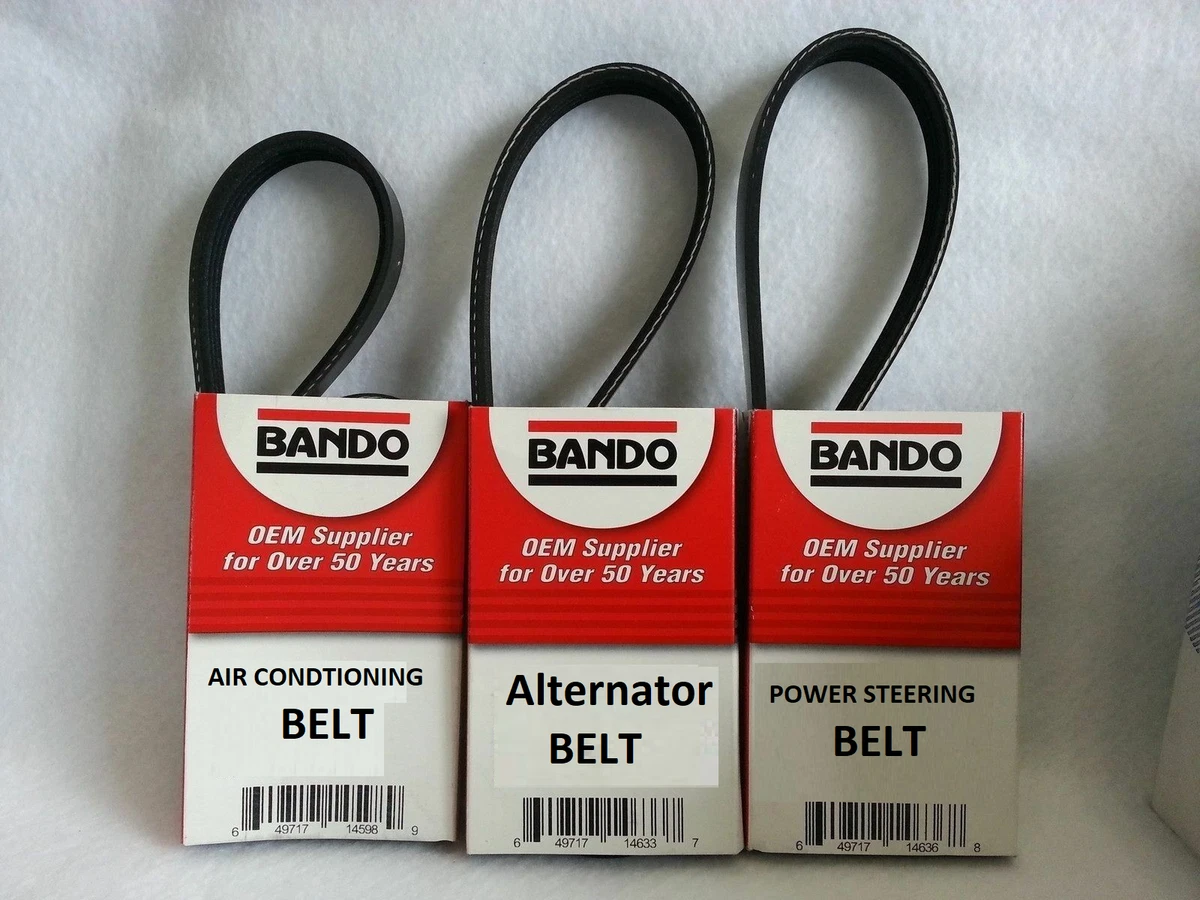 BANDO
OEM Supplier
for Over 50 Years
AIR CONDTIONING
BELT
6 49717 14598 9
BANDO
OEM Supplier
for Over 50 Years
Alternator
BELT
6 49717 14633 7
BANDO
OEM Supplier
for Over 50 Years
POWER STEERING
BELT
6 49717 14636 8